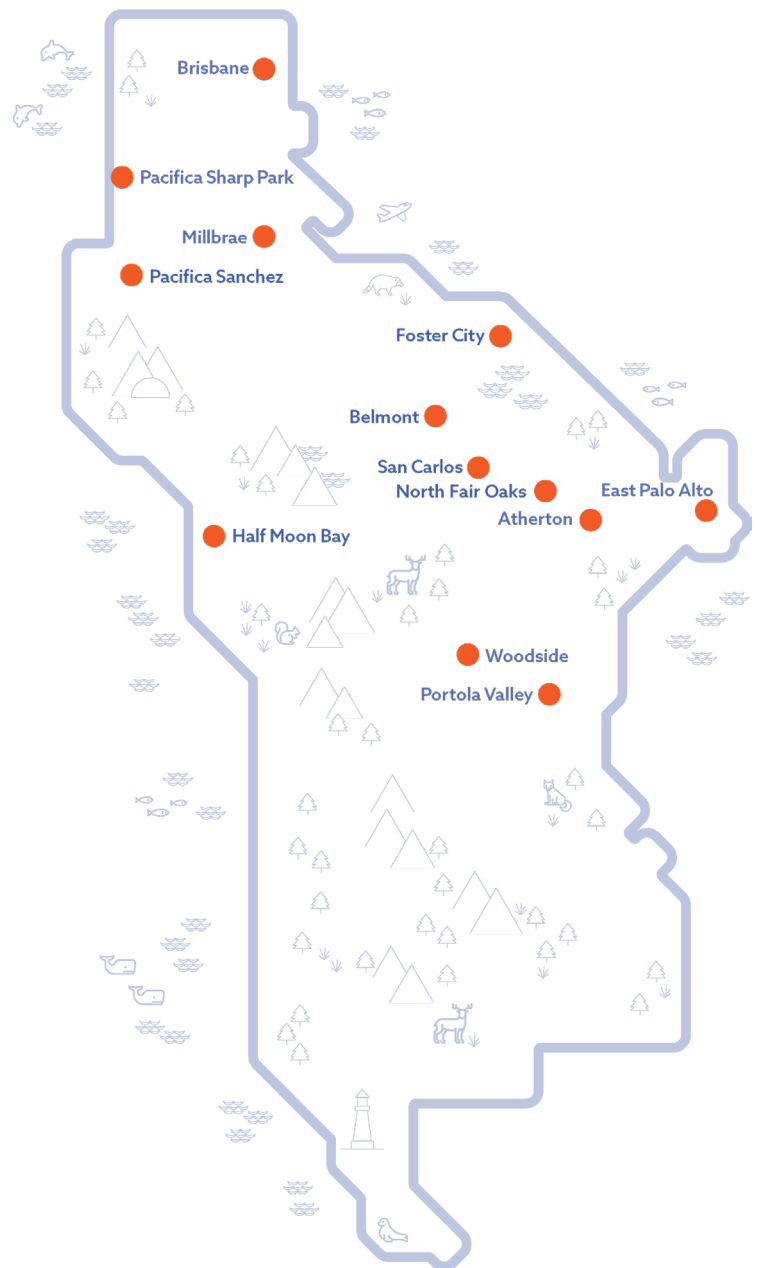 Brisbane
Pacifica Sharp Park
Millbrae
Pacifica Sanchez
Foster City
Belmont
San Carlos
North Fair Oaks
East Palo Alto
Atherton
Half Moon Bay
Woodside
Portola Valley